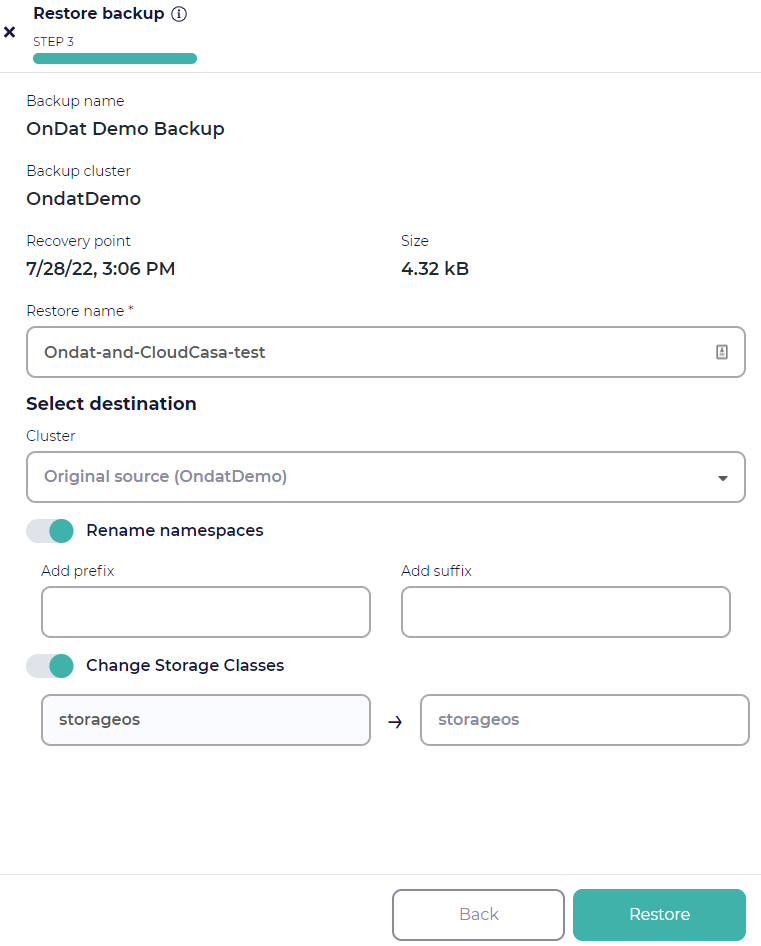 Restore backup
STEP 3
Backup name
OnDat Demo Backup
Backup cluster
OndatDemo
Recovery point Size
7/28/22, 3:06 PM 4.32 kB
Restore name *
Ondat-and-CloudCasa-test
Select destination
Cluster
Original source (OndatDemo)
Rename namespaces
Add prefix Add suffix
Change Storage Classes
storageos → storageos
Back Restore